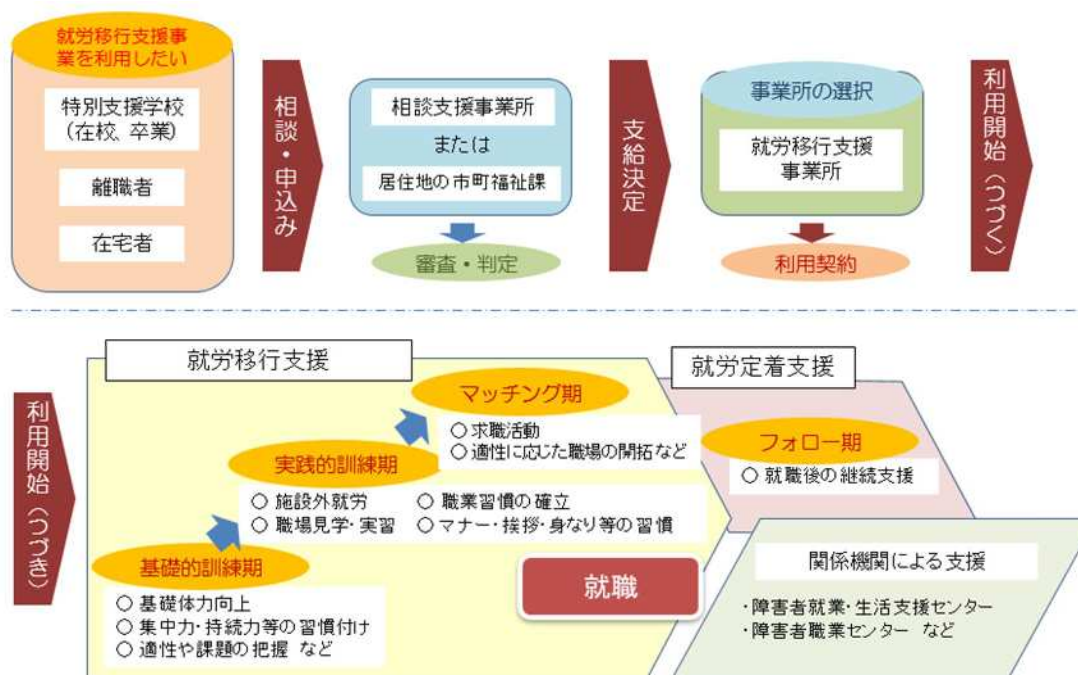 就労移行支援事
業を利用したい
特別支援学校
(在校、卒業)
離職者
在宅者
相談・申込み
相談支援事業所
または
居住地の市町福祉課
審査・判定
支給決定
事業所の選択
就労移行支援
事業所
利用契約
利用開始(つづく)
利用開始(つづき)
就労移行支援
マッチング期
○ 求職活動
○ 適性に応じた職場の開拓など
実践的訓練期
○ 施設外就労 ○ 職業習慣の確立
○ 職場見学・実習 ○ マナー・挨拶・身なり等の習慣
基礎的訓練期
○ 基礎体力向上
○ 集中力・持続力等の習慣付け
○ 適性や課題の把握 など
就職
就労定着支援
フォロー期
○ 就職後の継続支援
関係機関による支援
・障害者就業・生活支援センター
・障害者職業センター など